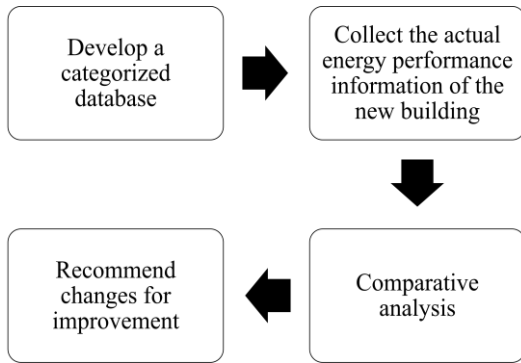 Develop a
categorized
database
Collect the actual
energy performance
information of the
new building
Comparative
analysis
Recommend
changes for
improvement